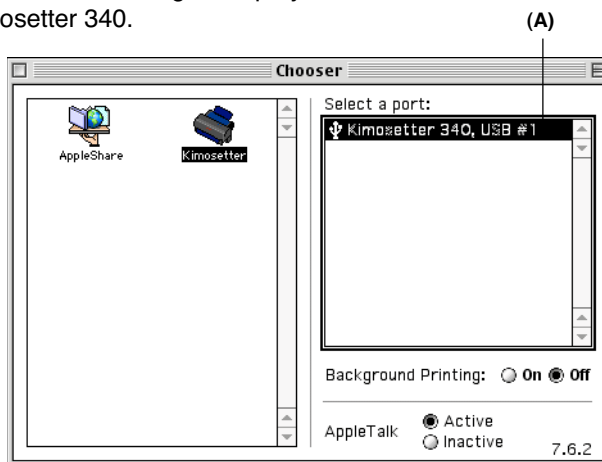 osetter 340.
(A)
Chooser
AppleShare
Kimosetter
Select a port:
Kimosetter 340, USB #1
Background Printing: On Off
AppleTalk
Active
Inactive
7.6.2